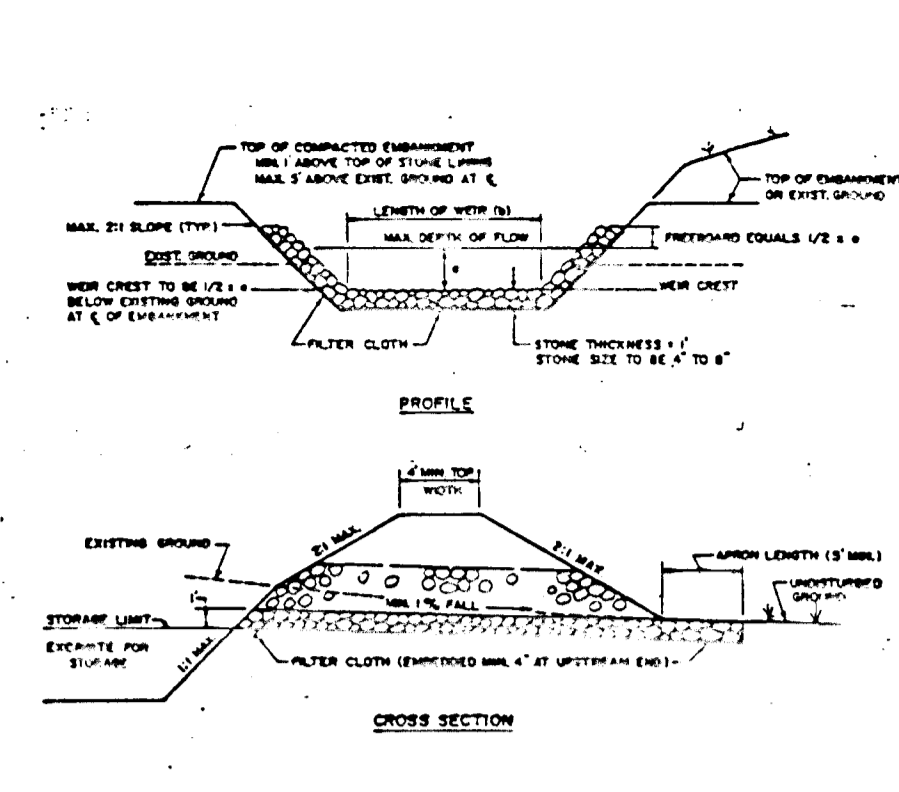 TOP OF COMPACTED EMBANKMENT
MIN. 1' ABOVE TOP OF STONE LINING
MAX. 5' ABOVE EXIST. GROUND AT ℄
TOP OF EMBANKMENT
OR EXIST. GROUND
LENGTH OF WEIR (b)
MAX. 2:1 SLOPE (TYP.)
MAX. DEPTH OF FLOW
FREEBOARD EQUALS 1/2 x e
EXIST. GROUND
e
WEIR CREST TO BE 1/2 x e
BELOW EXISTING GROUND
AT ℄ OF EMBANKMENT
WEIR CREST
FILTER CLOTH
STONE THICKNESS = 1'
STONE SIZE TO BE 4" TO 8"
PROFILE
4' MIN. TOP
WIDTH
2:1 MAX.
2:1 MAX.
EXISTING GROUND
APRON LENGTH (5' MIN.)
UNDISTURBED
GROUND
1'
MIN. 1% FALL
STORAGE LIMIT
EXCAVATE FOR
STORAGE
1:1 MAX.
FILTER CLOTH (EMBEDDED MIN. 4" AT UPSTREAM END)
CROSS SECTION